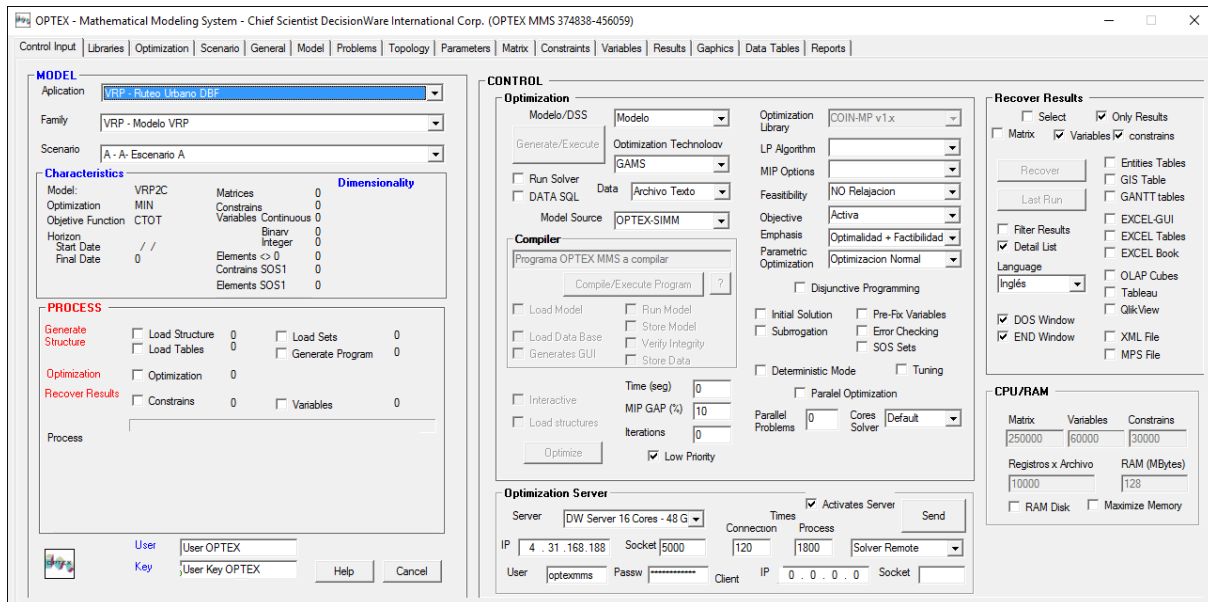 OPTEX - Mathematical Modeling System - Chief Scientist DecisionWare International Corp. (OPTEX MMS 374838-456059)
Control Input Libraries Optimization Scenario General Model Problems Topology Parameters Matrix Constraints Variables Results Gaphics Data Tables Reports
MODEL
Aplication VRP - Ruteo Urbano DBF
Family VRP - Modelo VRP
Scenario A - A- Escenario A
Characteristics
Dimensionality
Model: VRP2C
Optimization MIN
Objetive Function CTOT
Horizon
Start Date / /
Final Date 0
Matrices 0
Constrains 0
Variables Continuous 0
Binary 0
Integer 0
Elements <> 0 0
Contrains SOS1 0
Elements SOS1 0
PROCESS
Generate Structure
Load Structure 0 Load Sets 0
Load Tables 0 Generate Program 0
Optimization Optimization 0
Recover Results Constrains 0 Variables 0
Process
User User OPTEX
Key User Key OPTEX
Help Cancel
CONTROL
Optimization
Modelo/DSS Modelo
Generate/Execute Optimization Technology
GAMS
Run Solver
DATA SQL Data Archivo Texto
Model Source OPTEX-SIMM
Compiler
Programa OPTEX MMS a compilar
Compile/Execute Program ?
Load Model Run Model
Store Model
Load Data Base Verify Integrity
Generates GUI Store Data
Interactive
Load structures
Optimize
Time (seg) 0
MIP GAP (%) 10
Iterations 0
Low Priority
Optimization Library COIN-MP v1.x
LP Algorithm
MIP Options
Feasitibility NO Relajacion
Objective Activa
Emphasis Optimalidad + Factibilidad
Parametric Optimization Optimizacion Normal
Disjunctive Programming
Initial Solution Pre-Fix Variables
Subrrogation Error Checking
SOS Sets
Deterministic Mode Tuning
Paralel Optimization
Parallel Problems 0 Cores Solver Default
Optimization Server
Activates Server
Server DW Server 16 Cores - 48 G
Times
Connection Process
Send
IP 4 . 31 .168.188 Socket 5000 120 1800 Solver Remote
User optexmms Passw ************ Client IP 0 . 0 . 0 . 0 Socket
Recover Results
Select Only Results
Matrix Variables constrains
Recover
Last Run
Filter Results
Detail List
Language
Inglés
DOS Window
END Window
Entities Tables
GIS Table
GANTT tables
EXCEL-GUI
EXCEL Tables
EXCEL Book
OLAP Cubes
Tableau
QlikView
XML File
MPS File
CPU/RAM
Matrix Variables Constrains
250000 60000 30000
Registros x Archivo RAM (MBytes)
10000 128
RAM Disk Maximize Memory